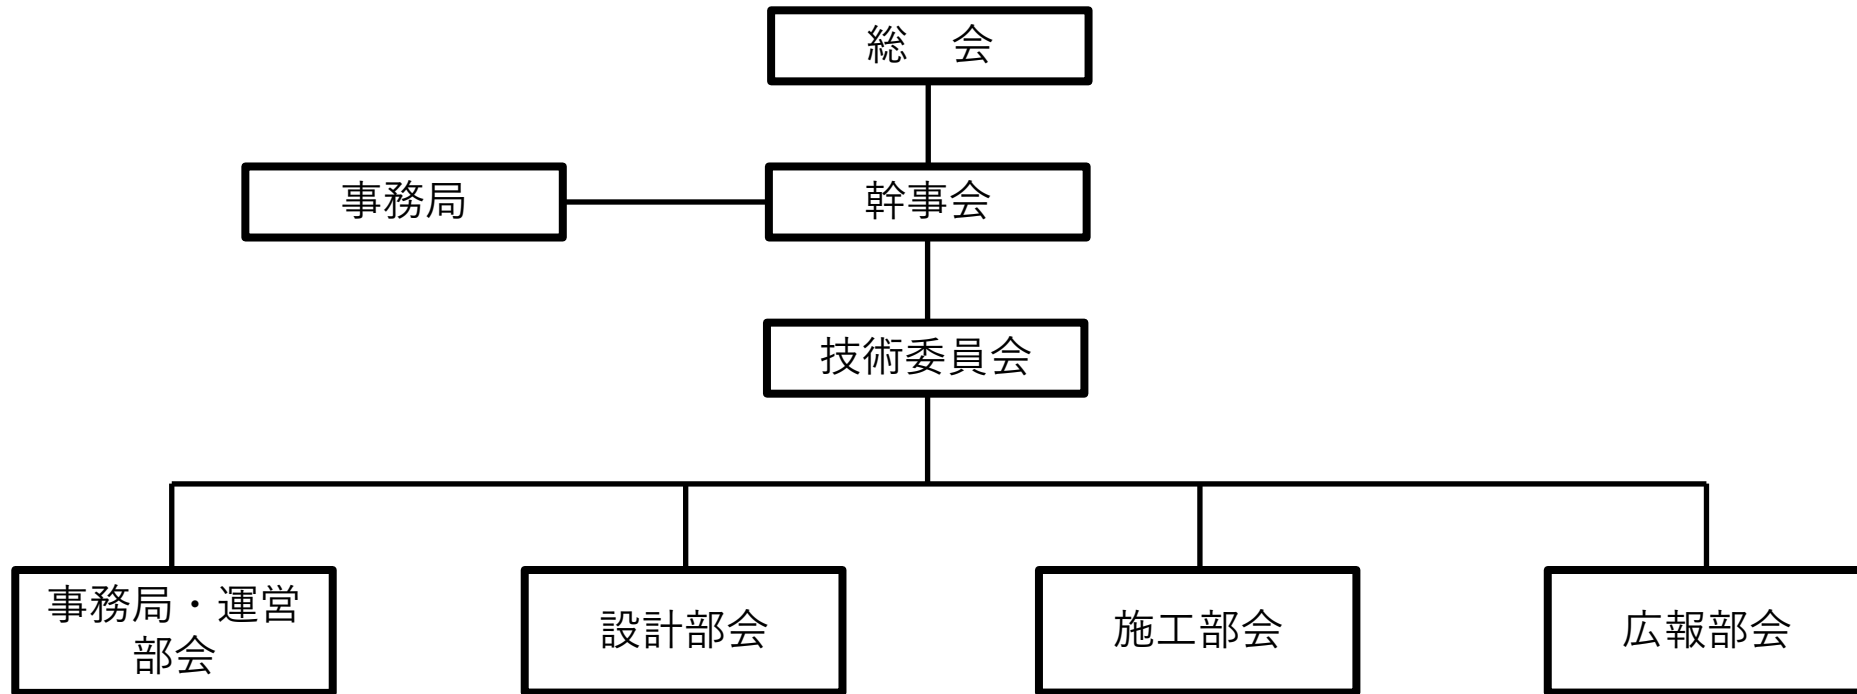 総　会
事務局
幹事会
技術委員会
事務局・運営
部会
設計部会
施工部会
広報部会